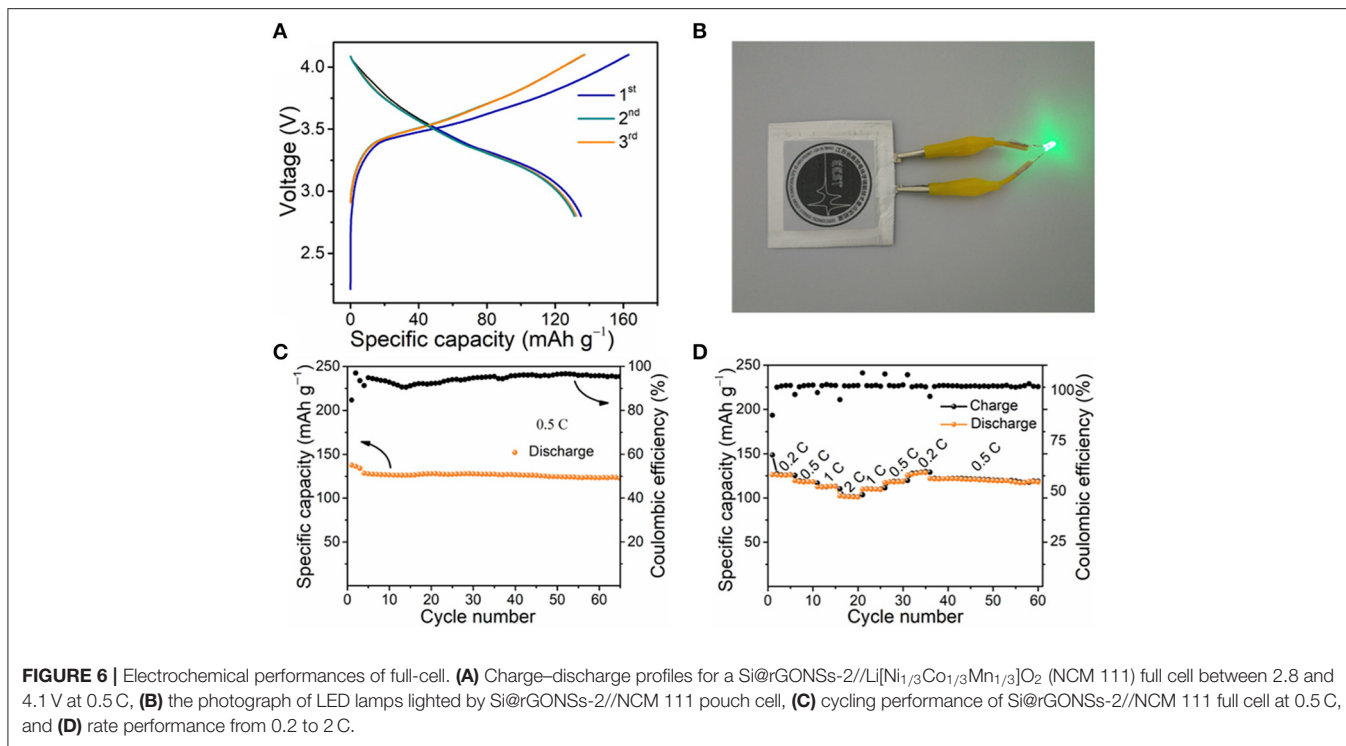 A
4.0
3.5
3.0
2.5
Voltage (V)
1st
2nd
3rd
0 40 80 120 160
Specific capacity (mAh g⁻¹)
B
EEST
C
250
200
150
100
50
Specific capacity (mAh g⁻¹)
100
80
60
40
20
Coulombic efficiency (%)
0.5 C
Discharge
0 10 20 30 40 50 60
Cycle number
D
250
200
150
100
50
Specific capacity (mAh g⁻¹)
100
75
50
25
Coulombic efficiency (%)
Charge
Discharge
0.2 C 0.5 C 1 C 2 C 1 C 0.5 C 0.2 C 0.5 C
0 10 20 30 40 50 60
Cycle number
FIGURE 6 | Electrochemical performances of full-cell. (A) Charge–discharge profiles for a Si@rGONSs-2//Li[Ni1/3Co1/3Mn1/3]O2 (NCM 111) full cell between 2.8 and
4.1 V at 0.5 C, (B) the photograph of LED lamps lighted by Si@rGONSs-2//NCM 111 pouch cell, (C) cycling performance of Si@rGONSs-2//NCM 111 full cell at 0.5 C,
and (D) rate performance from 0.2 to 2 C.